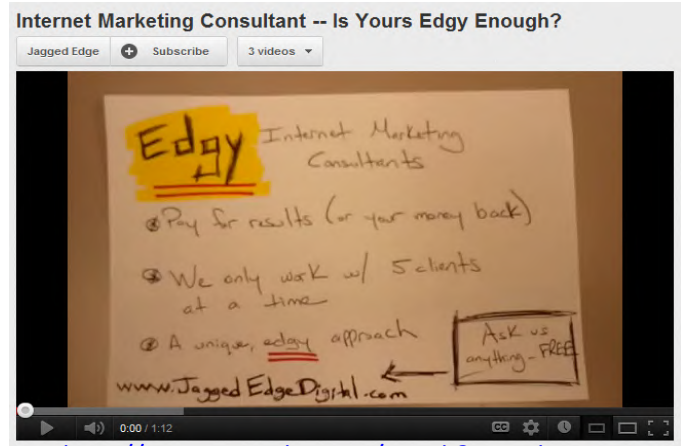 Internet Marketing Consultant -- Is Yours Edgy Enough?
Jagged Edge
Subscribe
3 videos
Edgy Internet Marketing
Consultants
Pay for results (or your money back)
We only work w/ 5 clients
at a time
A unique, edgy approach
Ask us
anything - FREE
www.JaggedEdgeDigital.com
0:00 / 1:12
CC